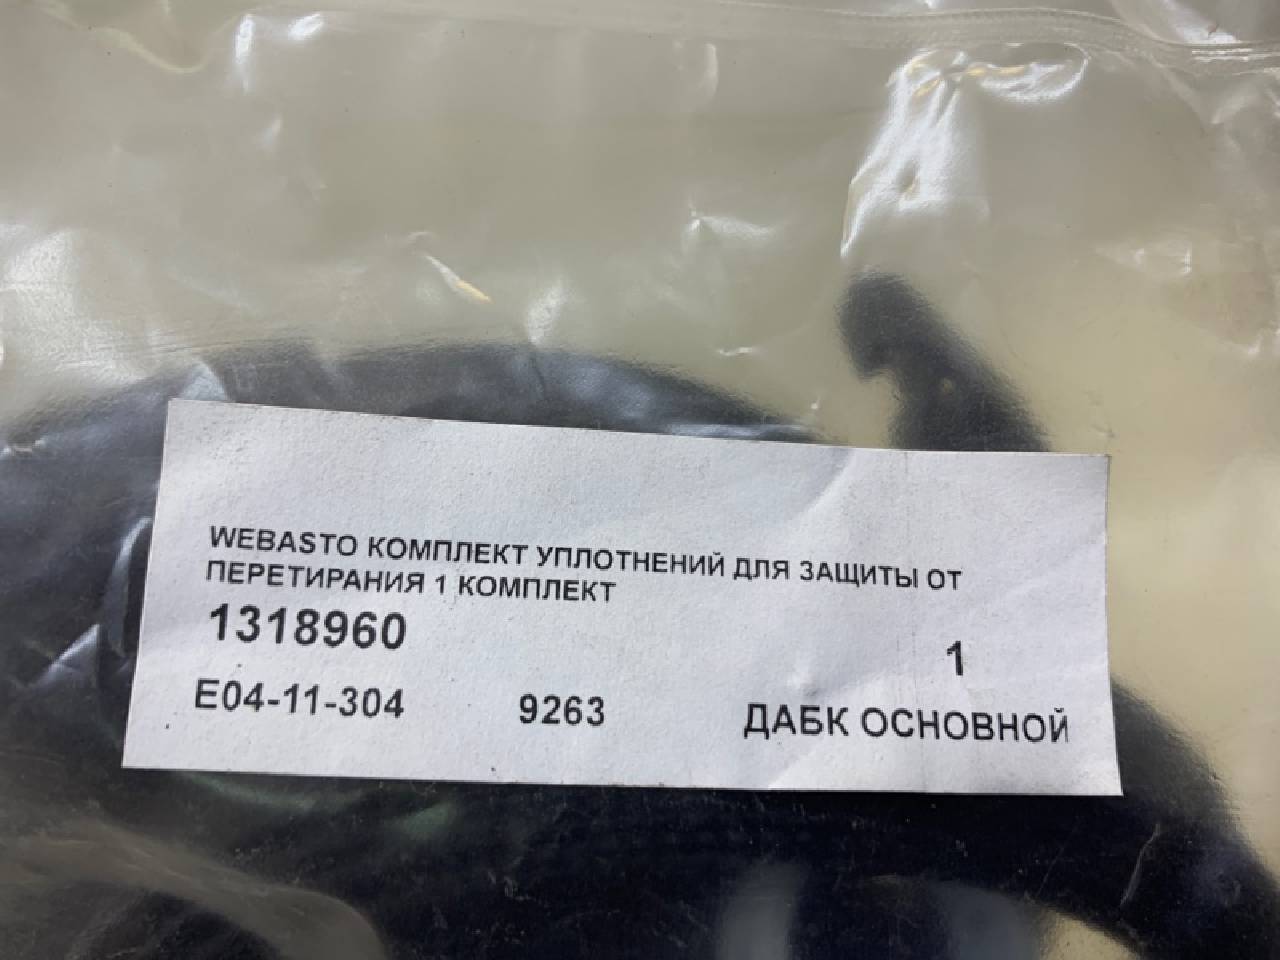 WEBASTO КОМПЛЕКТ УПЛОТНЕНИЙ ДЛЯ ЗАЩИТЫ ОТ
ПЕРЕТИРАНИЯ 1 КОМПЛЕКТ
1318960
1
E04-11-304 9263 ДАБК ОСНОВНОЙ